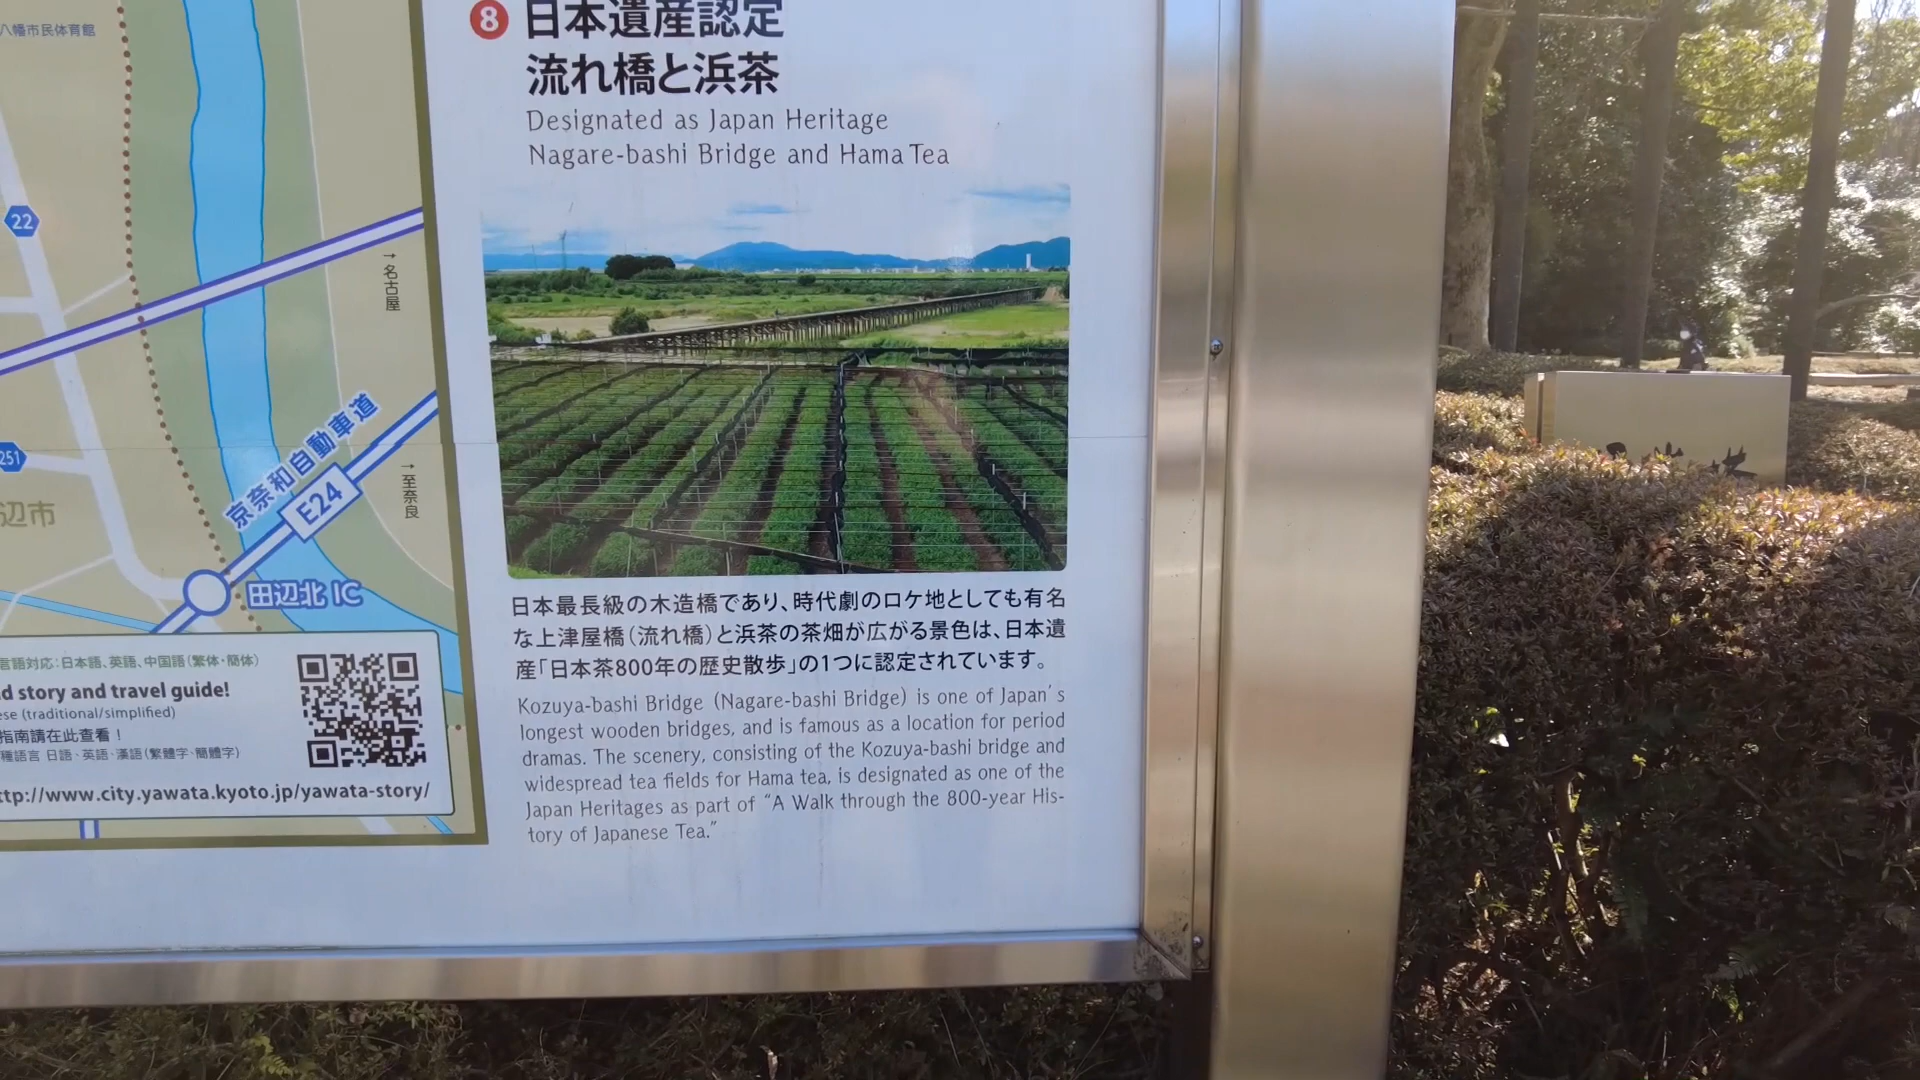 八幡市民体育館
22
251
辺市
→名古屋
京奈和自動車道
E24
→至奈良
田辺北 IC
言語対応：日本語、英語、中国語（繁体・簡体）
d story and travel guide!
ese (traditional/simplified)
指南請在此查看！
種語言 日語、英語、漢語（繁體字、簡體字）
ttp://www.city.yawata.kyoto.jp/yawata-story/
8 日本遺産認定
流れ橋と浜茶
Designated as Japan Heritage
Nagare-bashi Bridge and Hama Tea
日本最長級の木造橋であり、時代劇のロケ地としても有名
な上津屋橋（流れ橋）と浜茶の茶畑が広がる景色は、日本遺
産「日本茶800年の歴史散歩」の1つに認定されています。
Kozuya-bashi Bridge (Nagare-bashi Bridge) is one of Japan's
longest wooden bridges, and is famous as a location for period
dramas. The scenery, consisting of the Kozuya-bashi bridge and
widespread tea fields for Hama tea, is designated as one of the
Japan Heritages as part of “A Walk through the 800-year His-
tory of Japanese Tea.”